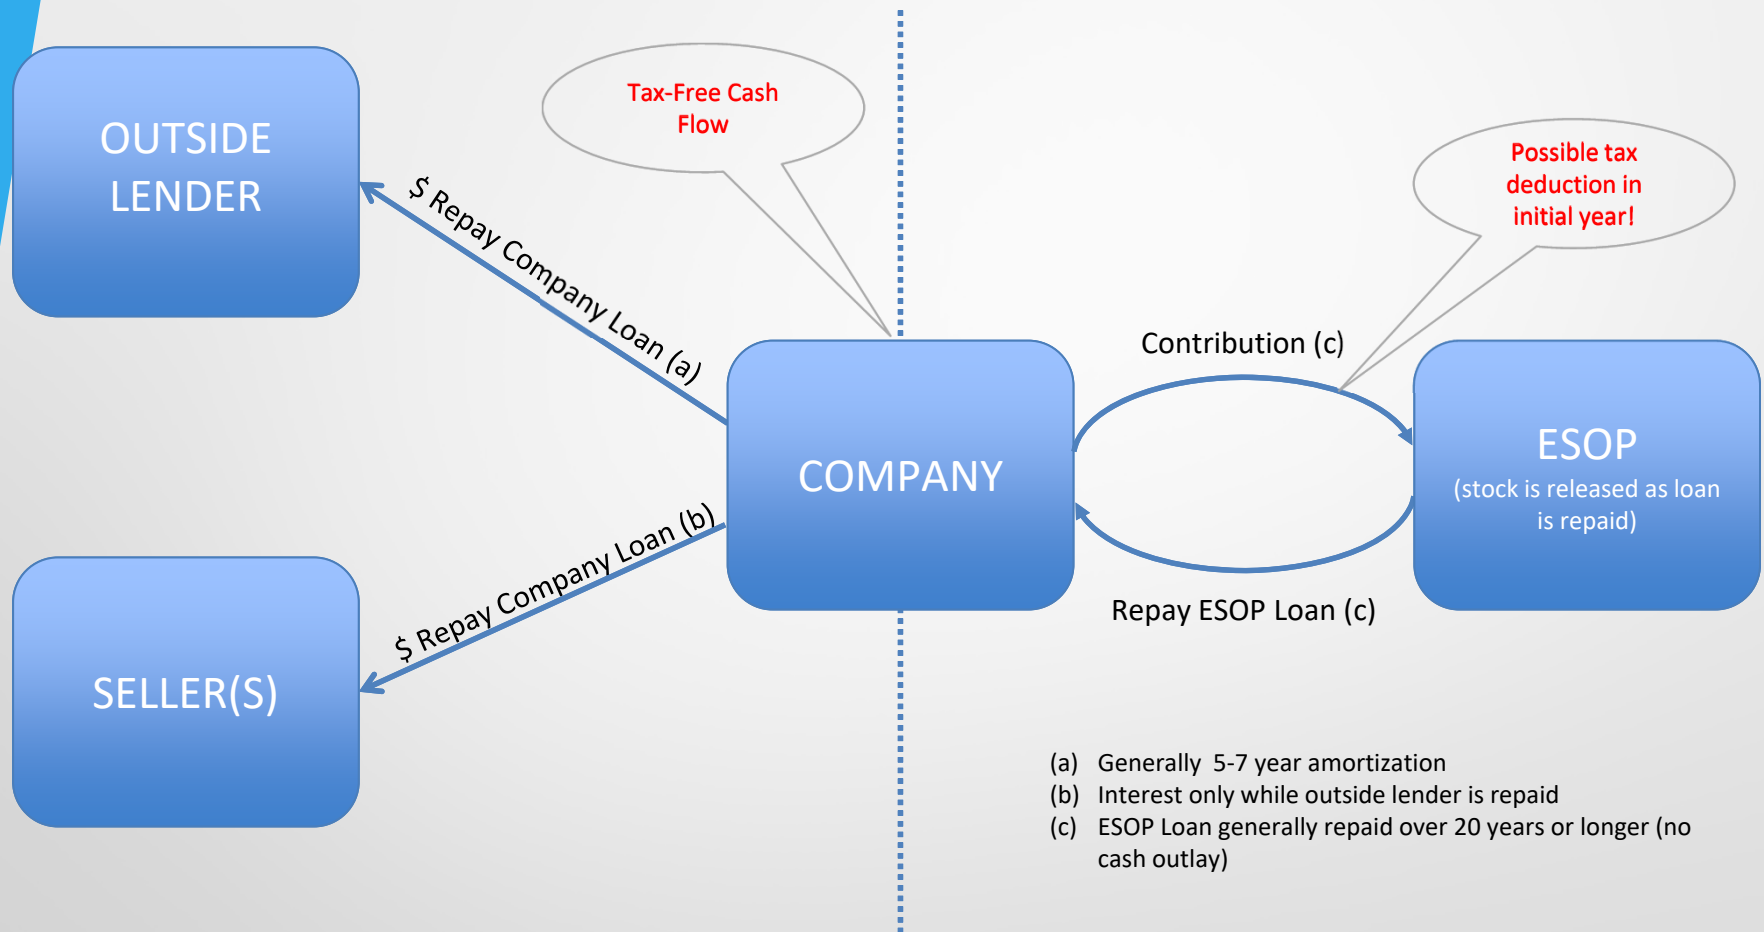 OUTSIDE
LENDER
Tax-Free Cash
Flow
Possible tax
deduction in
initial year!
$ Repay Company Loan (a)
Contribution (c)
COMPANY
ESOP
(stock is released as loan
is repaid)
$ Repay Company Loan (b)
Repay ESOP Loan (c)
SELLER(S)
(a) Generally 5-7 year amortization
(b) Interest only while outside lender is repaid
(c) ESOP Loan generally repaid over 20 years or longer (no
cash outlay)